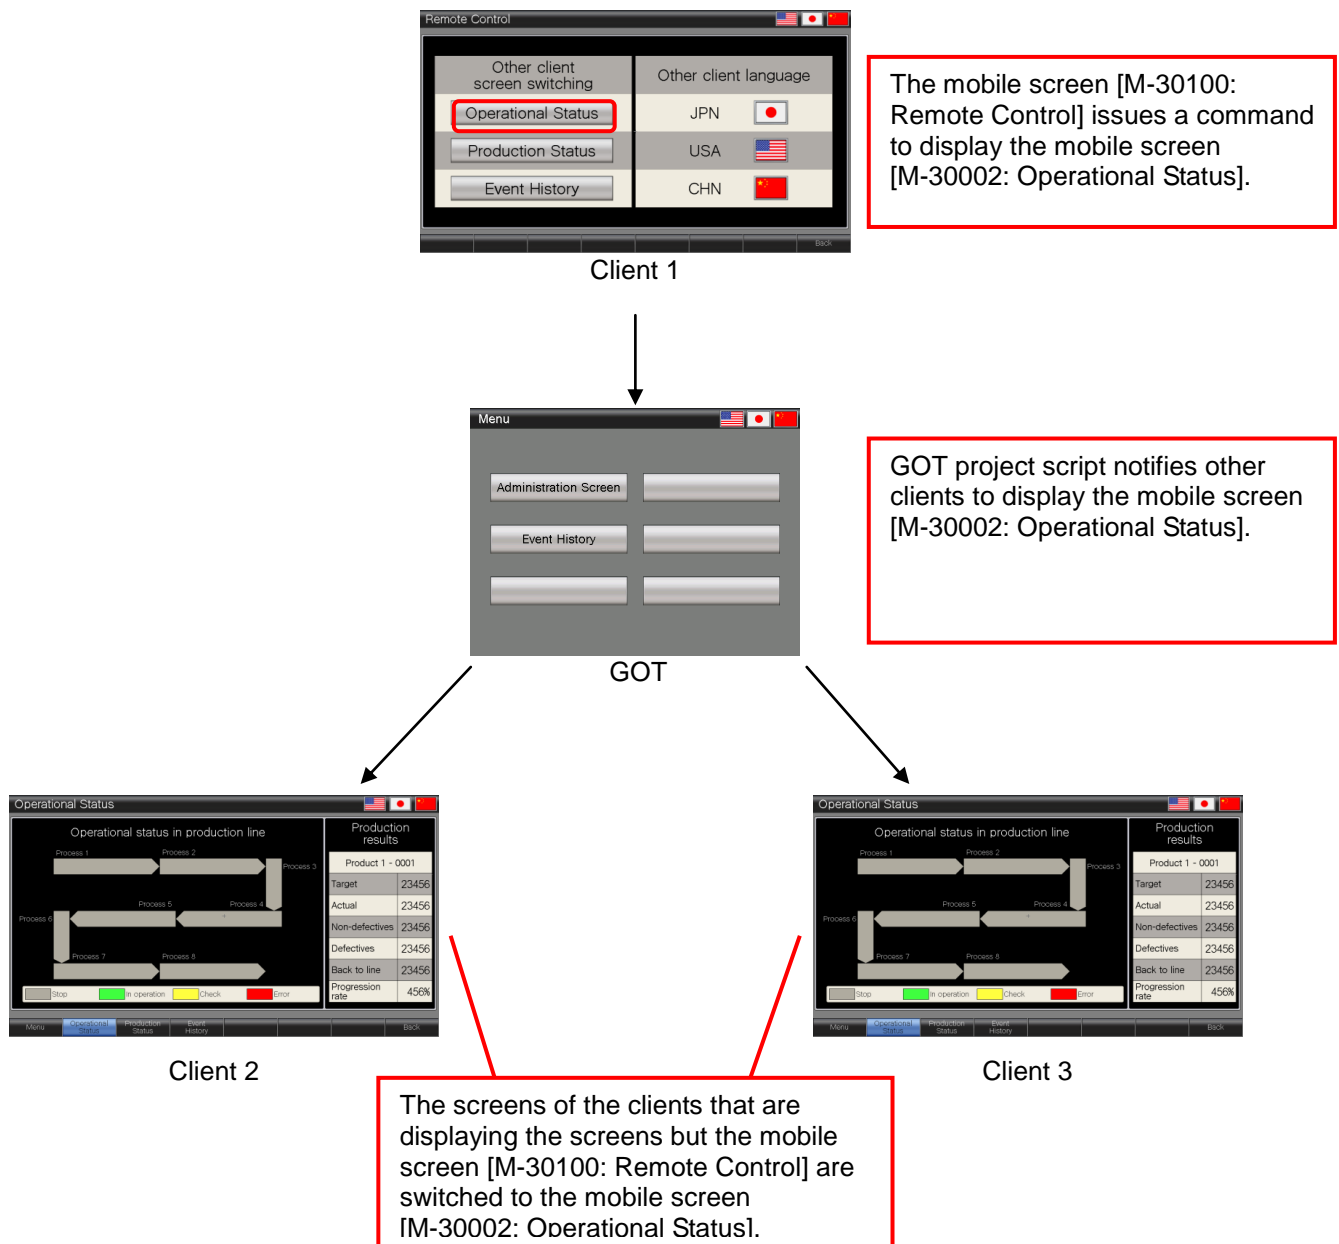 Remote Control
Other client
screen switching
Other client language
Operational Status
JPN
Production Status
USA
Event History
CHN
Back
Client 1
The mobile screen [M-30100:
Remote Control] issues a command
to display the mobile screen
[M-30002: Operational Status].
Menu
Administration Screen
Event History
GOT
GOT project script notifies other
clients to display the mobile screen
[M-30002: Operational Status].
Operational Status
Operational status in production line
Process 1
Process 2
Process 3
Process 4
Process 5
Process 6
Process 7
Process 8
Stop
In operation
Check
Error
Production
results
Product 1 - 0001
Target 23456
Actual 23456
Non-defectives 23456
Defectives 23456
Back to line 23456
Progression
rate 456%
Menu
Operational
Status
Production
Status
Event
History
Back
Client 2
Operational Status
Operational status in production line
Process 1
Process 2
Process 3
Process 4
Process 5
Process 6
Process 7
Process 8
Stop
In operation
Check
Error
Production
results
Product 1 - 0001
Target 23456
Actual 23456
Non-defectives 23456
Defectives 23456
Back to line 23456
Progression
rate 456%
Menu
Operational
Status
Production
Status
Event
History
Back
Client 3
The screens of the clients that are
displaying the screens but the mobile
screen [M-30100: Remote Control] are
switched to the mobile screen
[M-30002: Operational Status].